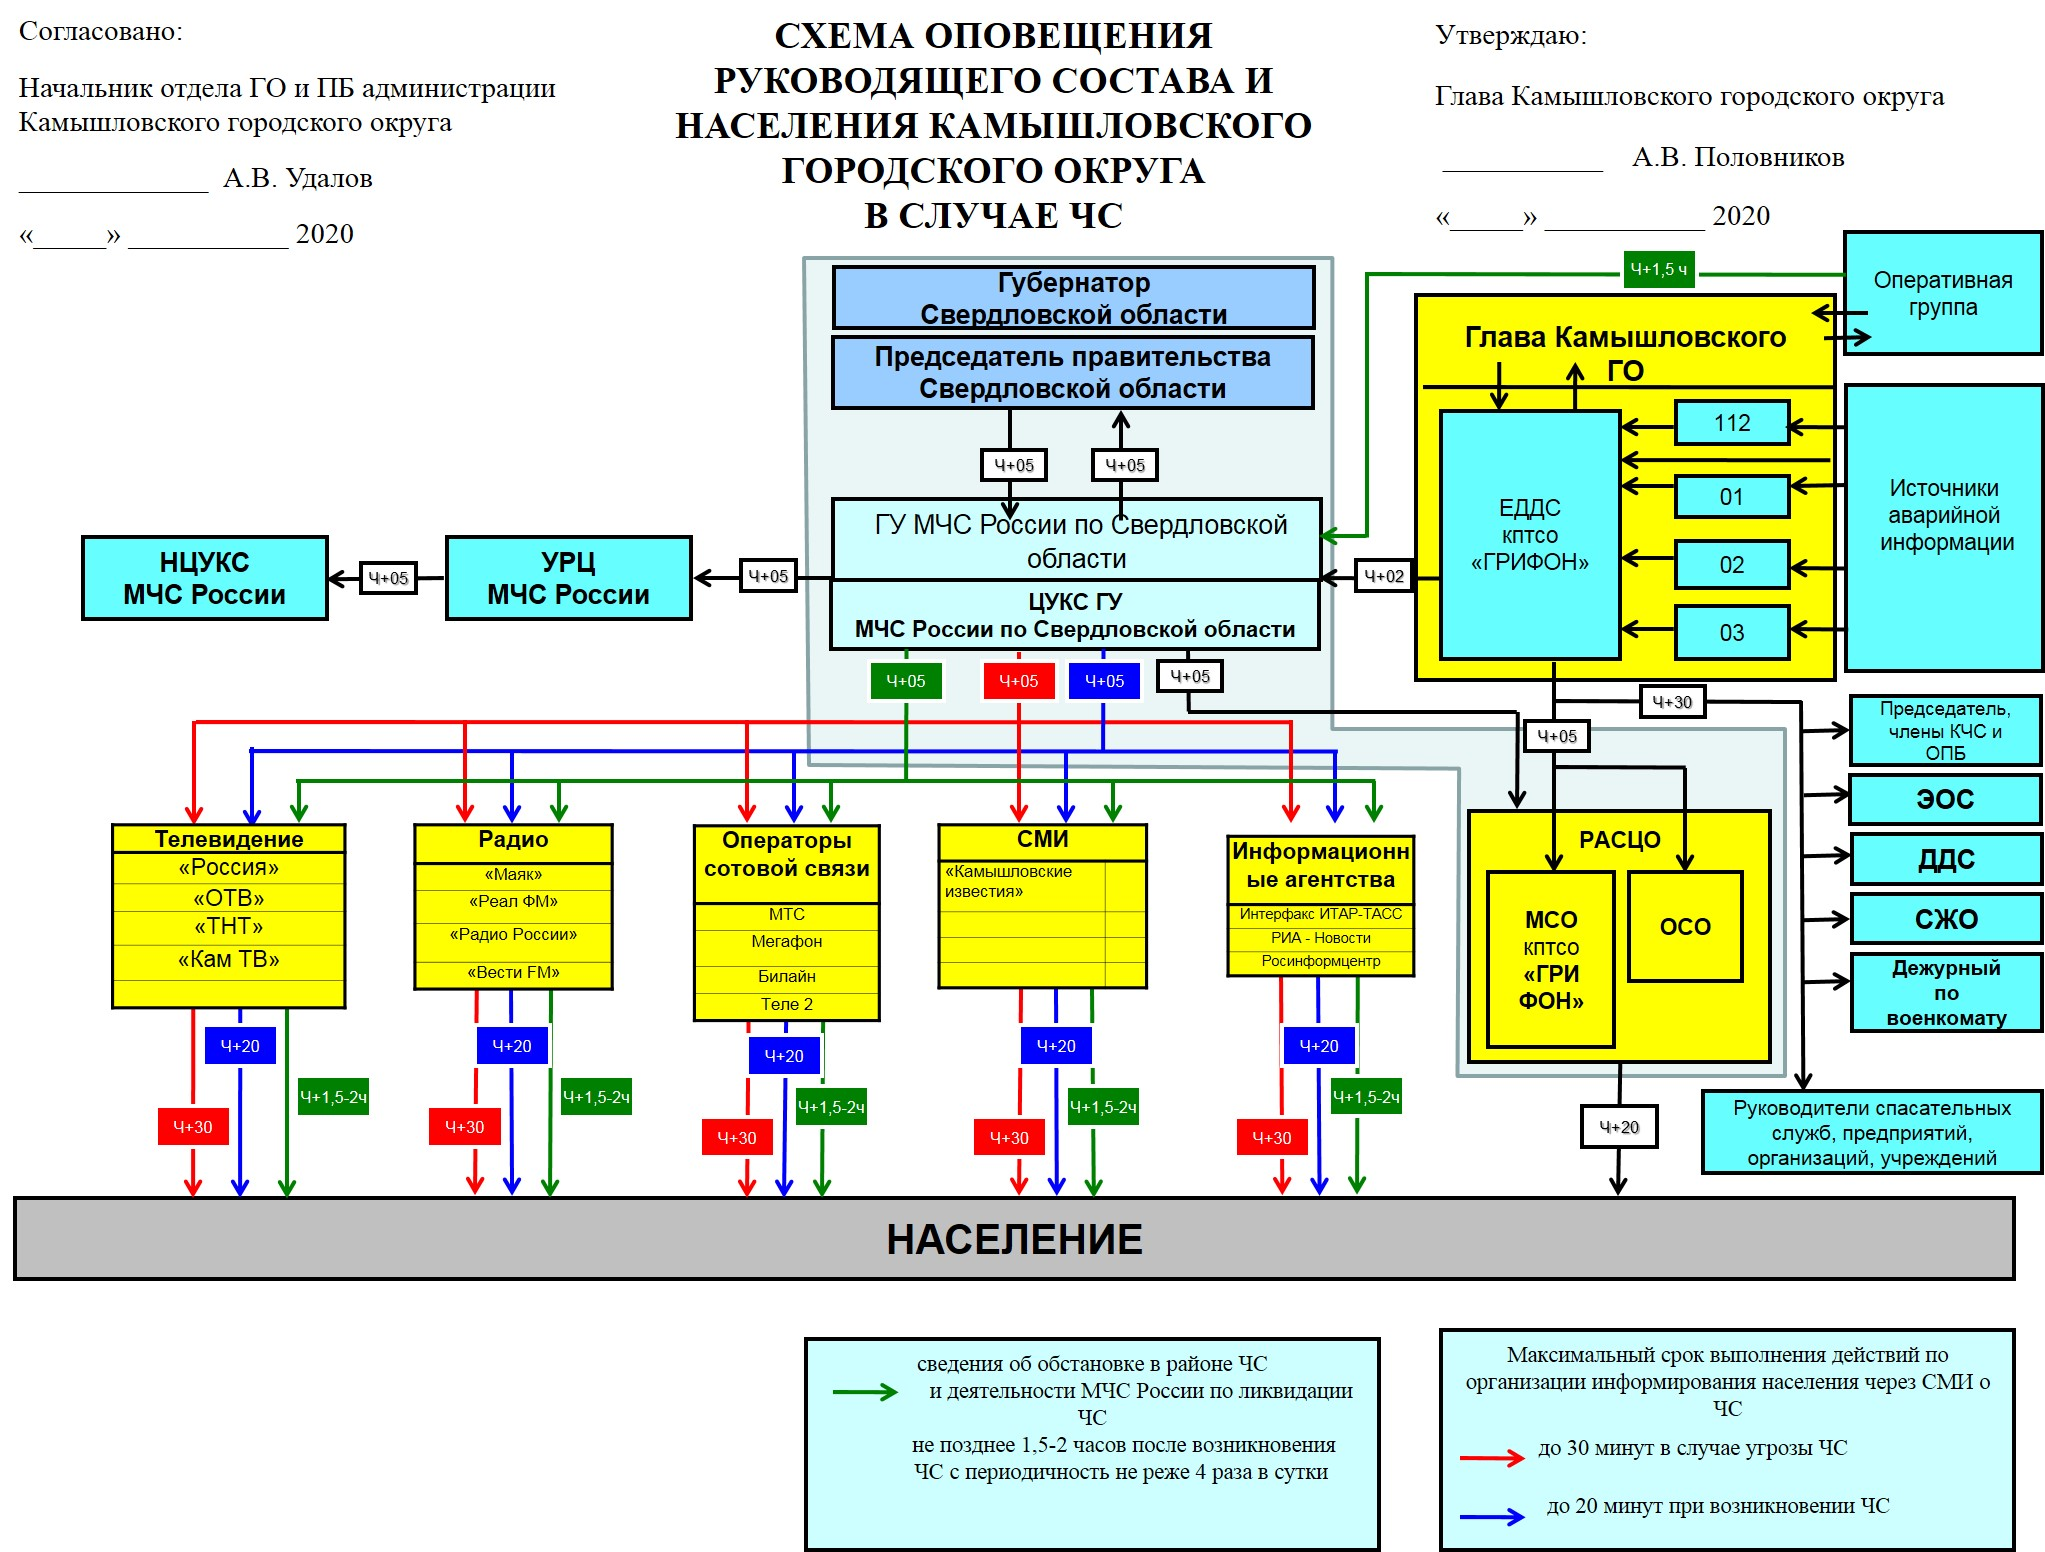 Согласовано:
Начальник отдела ГО и ПБ администрации
Камышловского городского округа
_____________ А.В. Удалов
«_____» ___________ 2020
СХЕМА ОПОВЕЩЕНИЯ
РУКОВОДЯЩЕГО СОСТАВА И
НАСЕЛЕНИЯ КАМЫШЛОВСКОГО
ГОРОДСКОГО ОКРУГА
В СЛУЧАЕ ЧС
Утверждаю:
Глава Камышловского городского округа
___________ А.В. Половников
«_____» ___________ 2020
Губернатор
Свердловской области
Председатель правительства
Свердловской области
Ч+05
Ч+05
ГУ МЧС России по Свердловской
области
ЦУКС ГУ
МЧС России по Свердловской области
Ч+1,5 ч
Оперативная
группа
Глава Камышловского
ГО
ЕДДС
кптсо
«ГРИФОН»
112
01
02
03
Источники
аварийной
информации
НЦУКС
МЧС России
Ч+05
УРЦ
МЧС России
Ч+05
Ч+02
Ч+05
Ч+05
Ч+05
Ч+05
Ч+30
Ч+05
Председатель,
члены КЧС и
ОПБ
ЭОС
ДДС
СЖО
Дежурный
по
военкомату
Руководители спасательных
служб, предприятий,
организаций, учреждений
Телевидение
«Россия»
«ОТВ»
«ТНТ»
«Кам ТВ»
Радио
«Маяк»
«Реал ФМ»
«Радио России»
«Вести FM»
Операторы
сотовой связи
МТС
Мегафон
Билайн
Теле 2
СМИ
«Камышловские
известия»
Информационн
ые агентства
Интерфакс ИТАР-ТАСС
РИА - Новости
Росинформцентр
РАСЦО
МСО
кптсо
«ГРИ
ФОН»
ОСО
Ч+20
Ч+1,5-2ч
Ч+30
Ч+20
Ч+1,5-2ч
Ч+30
Ч+20
Ч+1,5-2ч
Ч+30
Ч+20
Ч+1,5-2ч
Ч+30
Ч+20
Ч+1,5-2ч
Ч+30
Ч+20
НАСЕЛЕНИЕ
сведения об обстановке в районе ЧС
и деятельности МЧС России по ликвидации
ЧС
не позднее 1,5-2 часов после возникновения
ЧС с периодичность не реже 4 раза в сутки
Максимальный срок выполнения действий по
организации информирования населения через СМИ о
ЧС
до 30 минут в случае угрозы ЧС
до 20 минут при возникновении ЧС